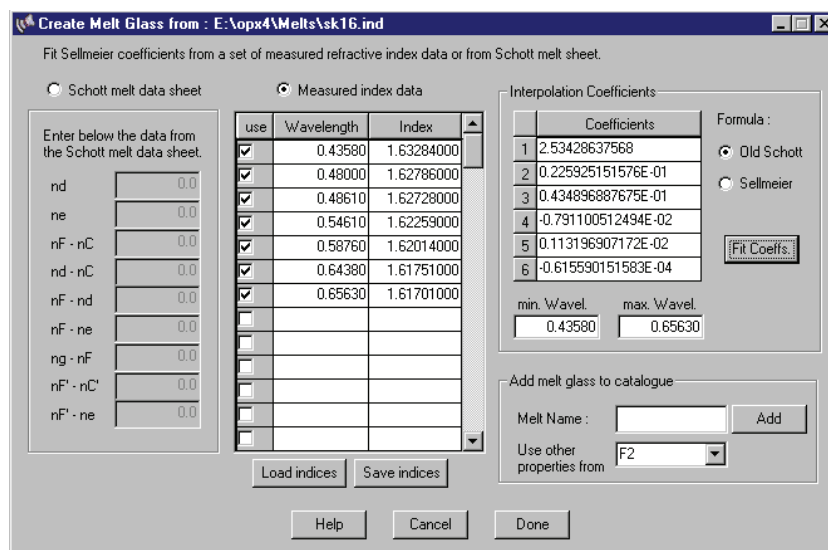 Create Melt Glass from : E:\opx4\Melts\sk16.ind
Fit Sellmeier coefficients from a set of measured refractive index data or from Schott melt sheet.
Schott melt data sheet
Measured index data
Enter below the data from
the Schott melt data sheet.
nd 0.0
ne 0.0
nF - nC 0.0
nd - nC 0.0
nF - nd 0.0
nF - ne 0.0
ng - nF 0.0
nF' - nC' 0.0
nF' - ne 0.0
use Wavelength Index
0.43580 1.63284000
0.48000 1.62786000
0.48610 1.62728000
0.54610 1.62259000
0.58760 1.62014000
0.64380 1.61751000
0.65630 1.61701000
Load indices
Save indices
Interpolation Coefficients
Coefficients
1 2.53428637568
2 0.225925151576E-01
3 0.434896887675E-01
4 -0.791100512494E-02
5 0.113196907172E-02
6 -0.615590151583E-04
Formula :
Old Schott
Sellmeier
Fit Coeffs.
min. Wavel. max. Wavel.
0.43580 0.65630
Add melt glass to catalogue
Melt Name :
Add
Use other
properties from
F2
Help
Cancel
Done